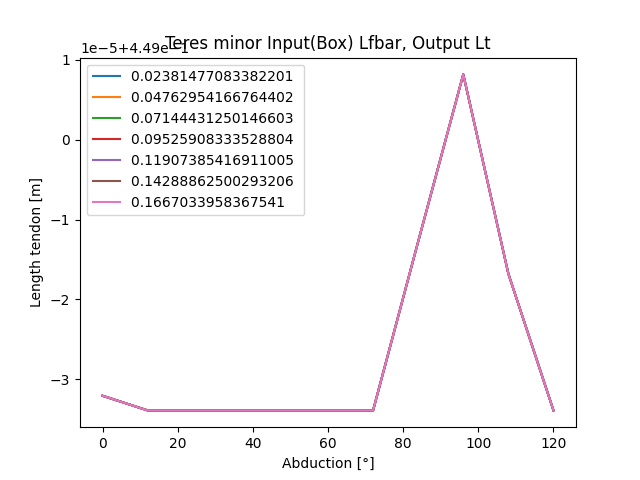 Teres minor Input(Box) Lfbar, Output Lt
1e−5+4.49e−1
1
0
−1
−2
−3
Length tendon [m]
0.02381477083382201
0.04762954166764402
0.07144431250146603
0.09525908333528804
0.11907385416911005
0.14288862500293206
0.1667033958367541
0 20 40 60 80 100 120
Abduction [°]